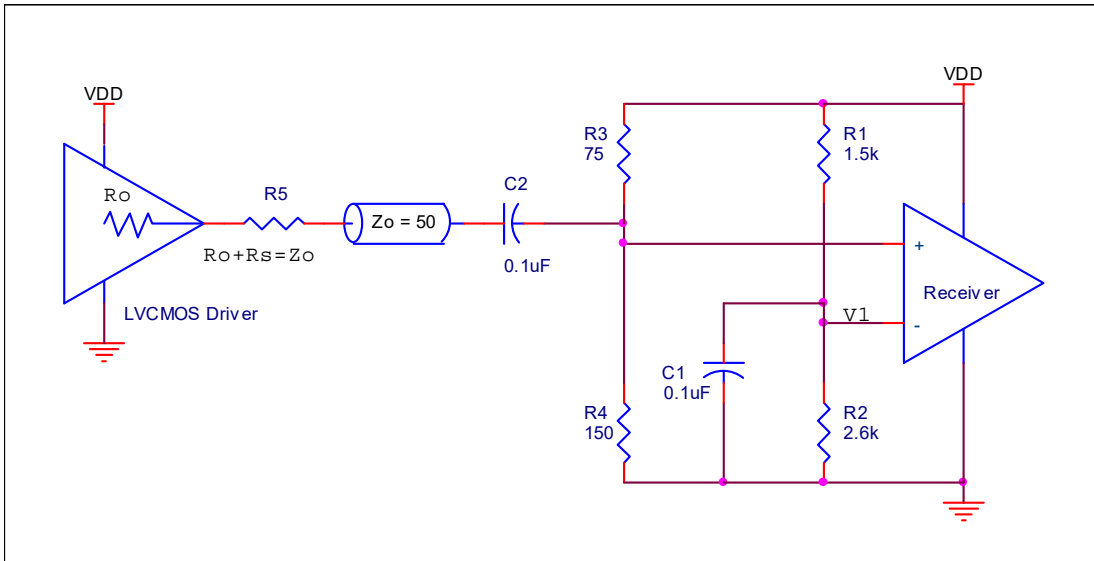 VDD
VDD
R3
75
R1
1.5k
Ro
R5
C2
Zo = 50
Ro+Rs=Zo
0.1uF
+
Receiver
LVCMOS Driver
V1
-
C1
0.1uF
R4
150
R2
2.6k